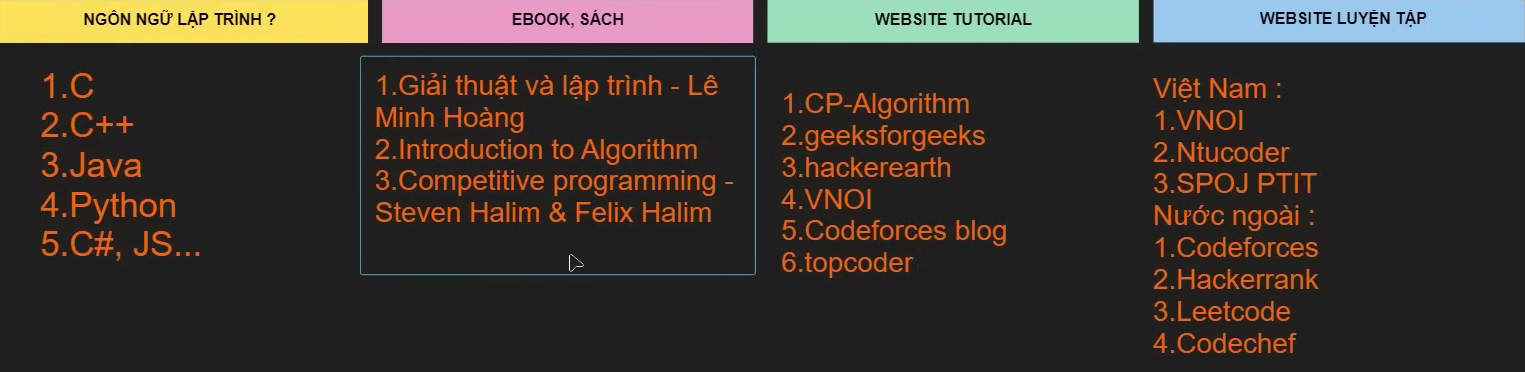 NGÔN NGỮ LẬP TRÌNH ?
1.C
2.C++
3.Java
4.Python
5.C#, JS...
EBOOK, SÁCH
1.Giải thuật và lập trình - Lê
Minh Hoàng
2.Introduction to Algorithm
3.Competitive programming -
Steven Halim & Felix Halim
WEBSITE TUTORIAL
1.CP-Algorithm
2.geeksforgeeks
3.hackerearth
4.VNOI
5.Codeforces blog
6.topcoder
WEBSITE LUYỆN TẬP
Việt Nam :
1.VNOI
2.Ntucoder
3.SPOJ PTIT
Nước ngoài :
1.Codeforces
2.Hackerrank
3.Leetcode
4.Codechef